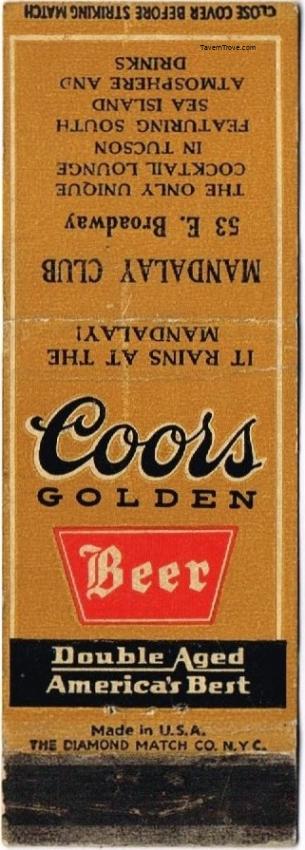 CLOSE COVER BEFORE STRIKING MATCH
TavernTrove.com
IT RAINS AT THE
MANDALAY!
MANDALAY CLUB
53 E. Broadway
THE ONLY UNIQUE
COCKTAIL LOUNGE
IN TUCSON
FEATURING SOUTH
SEA ISLAND
ATMOSPHERE AND
DRINKS
Coors
GOLDEN
Beer
Double Aged
America's Best
Made in U.S.A.
THE DIAMOND MATCH CO. N.Y.C.